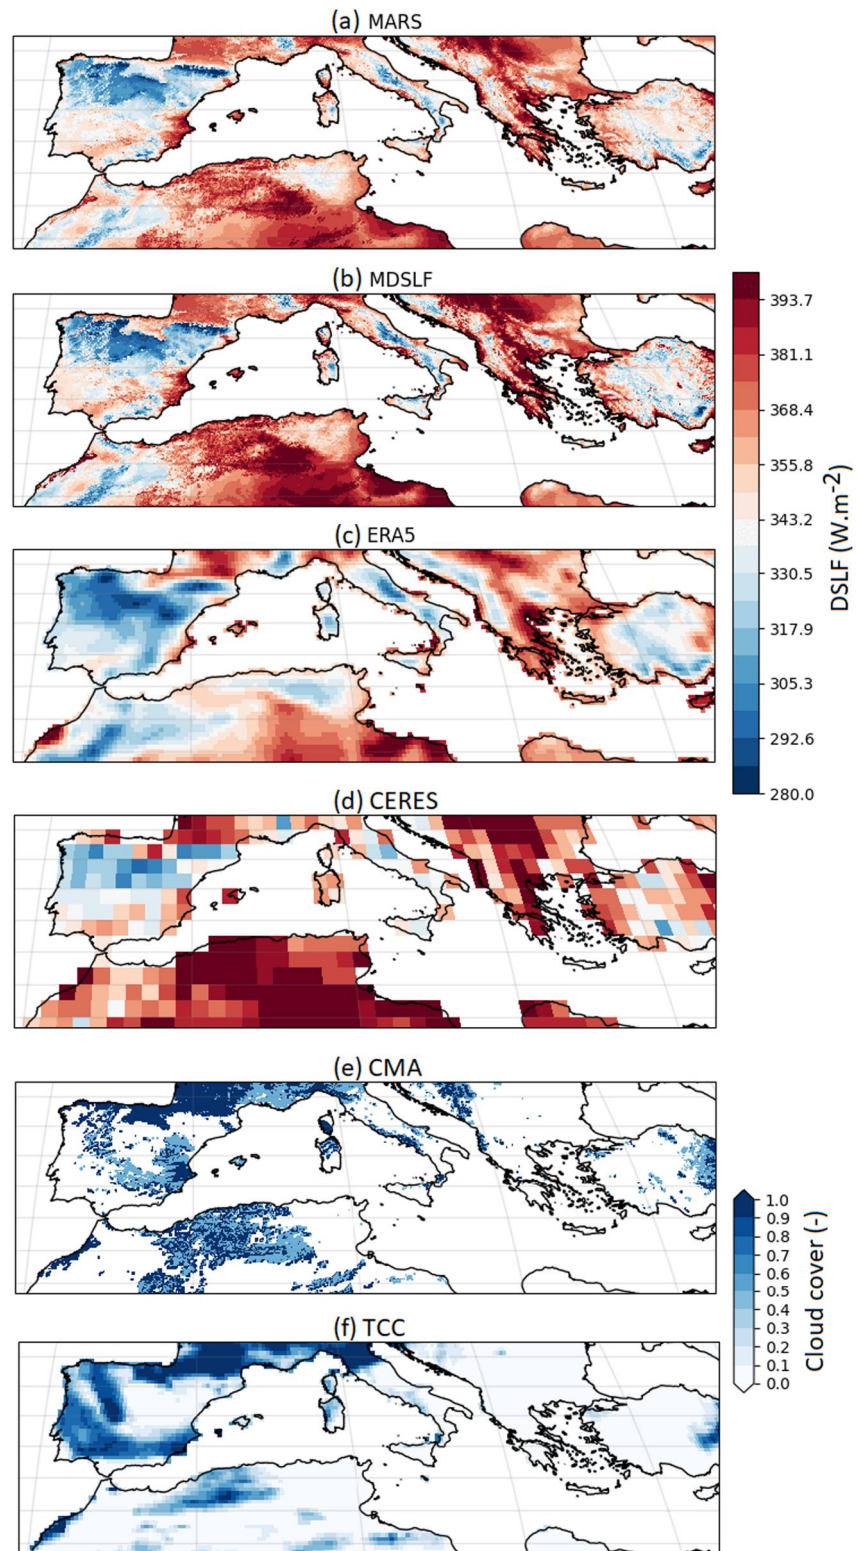 (a) MARS
(b) MDSLF
393.7
381.1
368.4
355.8
343.2
330.5
317.9
305.3
292.6
280.0
DSLF (W.m-2)
(c) ERA5
(d) CERES
(e) CMA
1.0
0.9
0.8
0.7
0.6
0.5
0.4
0.3
0.2
0.1
0.0
Cloud cover (-)
(f) TCC